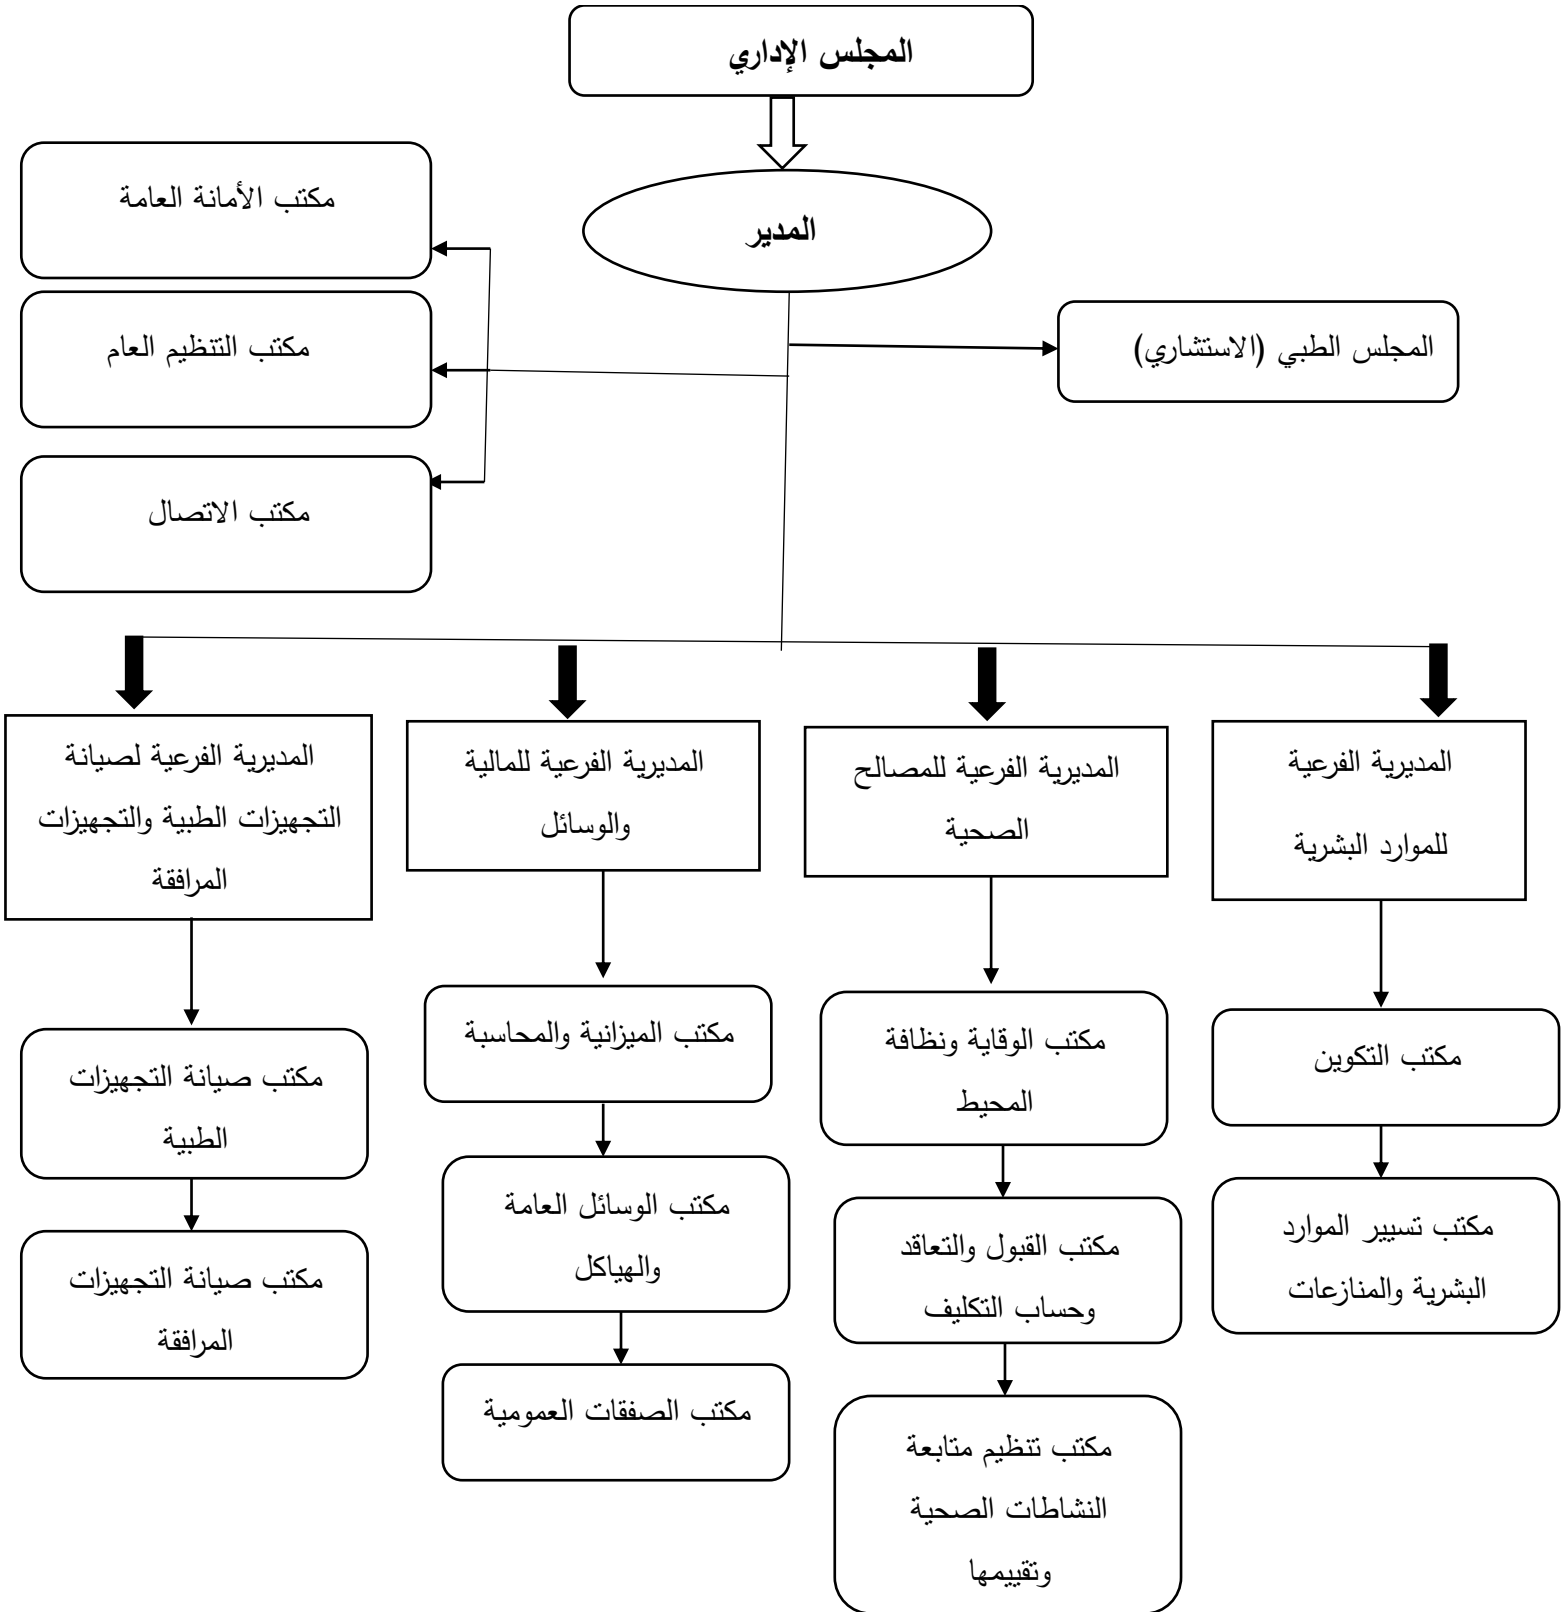 المجلس الإداري
المدير
مكتب الأمانة العامة
مكتب التنظيم العام
مكتب الاتصال
المجلس الطبي (الاستشاري)
المديرية الفرعية
للموارد البشرية
مكتب التكوين
مكتب تسيير الموارد
البشرية والمنازعات
المديرية الفرعية للمصالح
الصحية
مكتب الوقاية ونظافة
المحيط
مكتب القبول والتعاقد
وحساب التكليف
مكتب تنظيم متابعة
النشاطات الصحية
وتقييمها
المديرية الفرعية للمالية
والوسائل
مكتب الميزانية والمحاسبة
مكتب الوسائل العامة
والهياكل
مكتب الصفقات العمومية
المديرية الفرعية لصيانة
التجهيزات الطبية والتجهيزات
المرافقة
مكتب صيانة التجهيزات
الطبية
مكتب صيانة التجهيزات
المرافقة